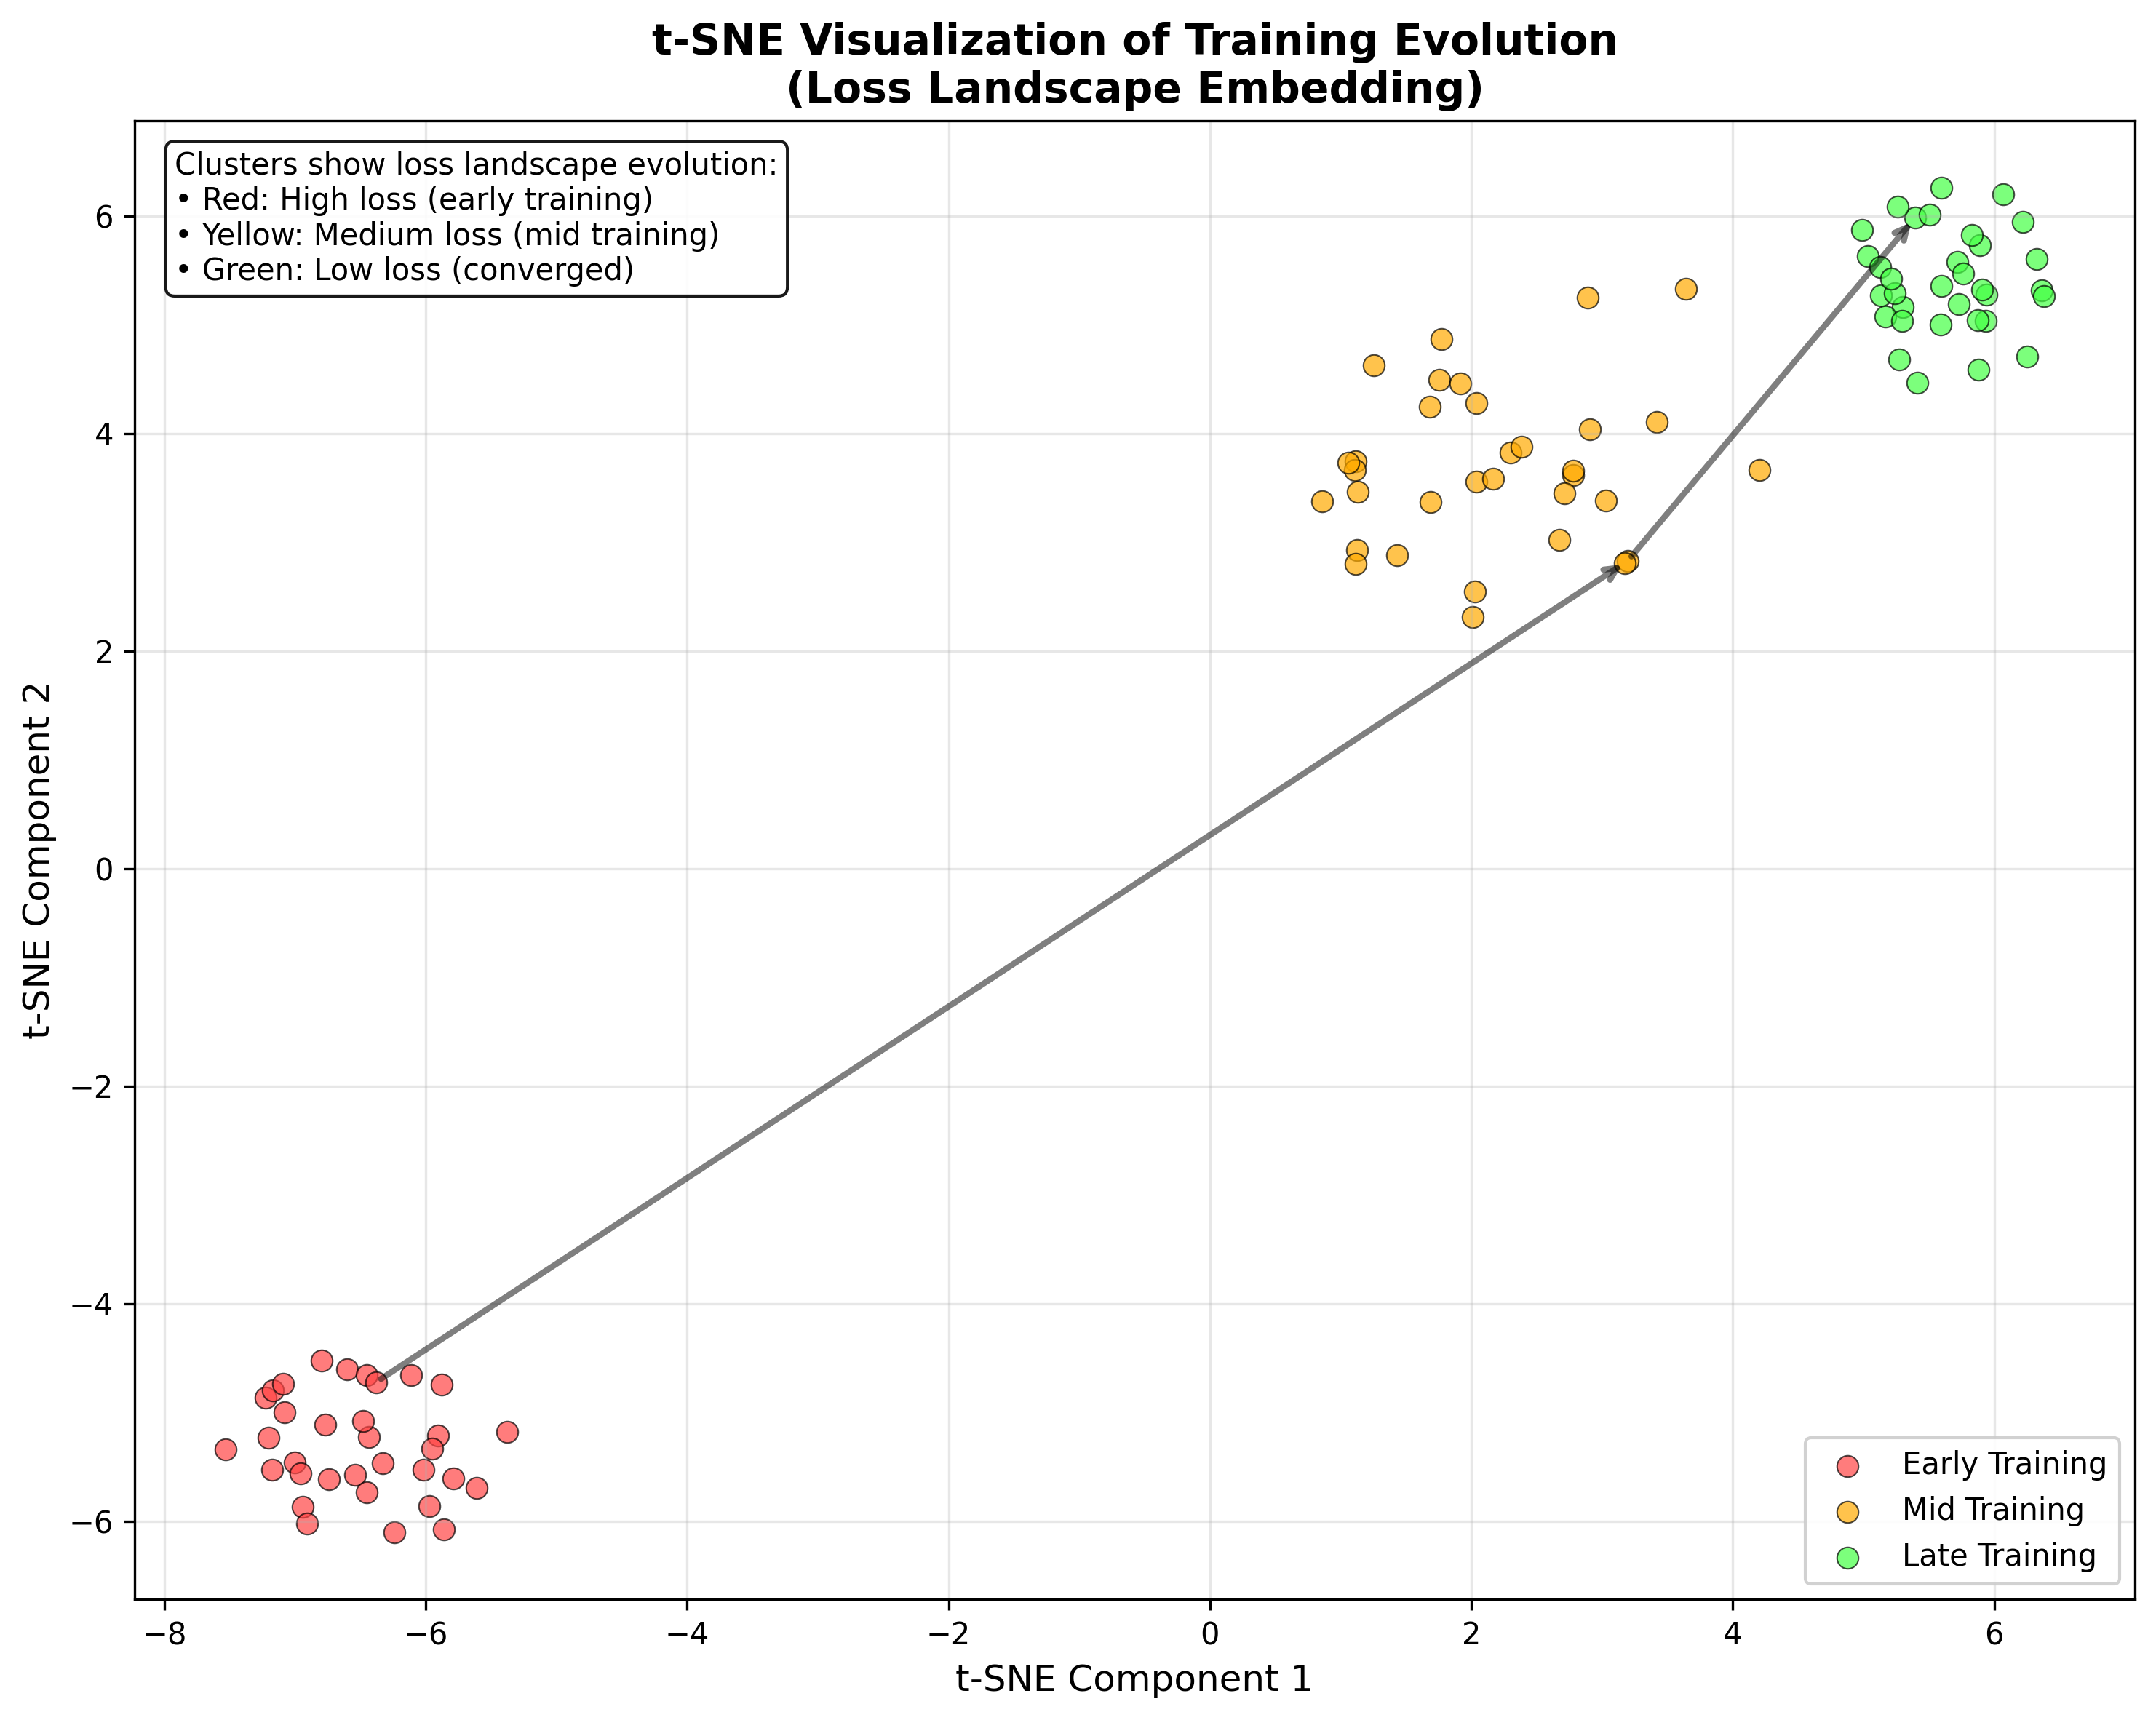 t-SNE Visualization of Training Evolution
(Loss Landscape Embedding)
Clusters show loss landscape evolution:
• Red: High loss (early training)
• Yellow: Medium loss (mid training)
• Green: Low loss (converged)
t-SNE Component 2
6
4
2
0
−2
−4
−6
Early Training
Mid Training
Late Training
−8 −6 −4 −2 0 2 4 6
t-SNE Component 1